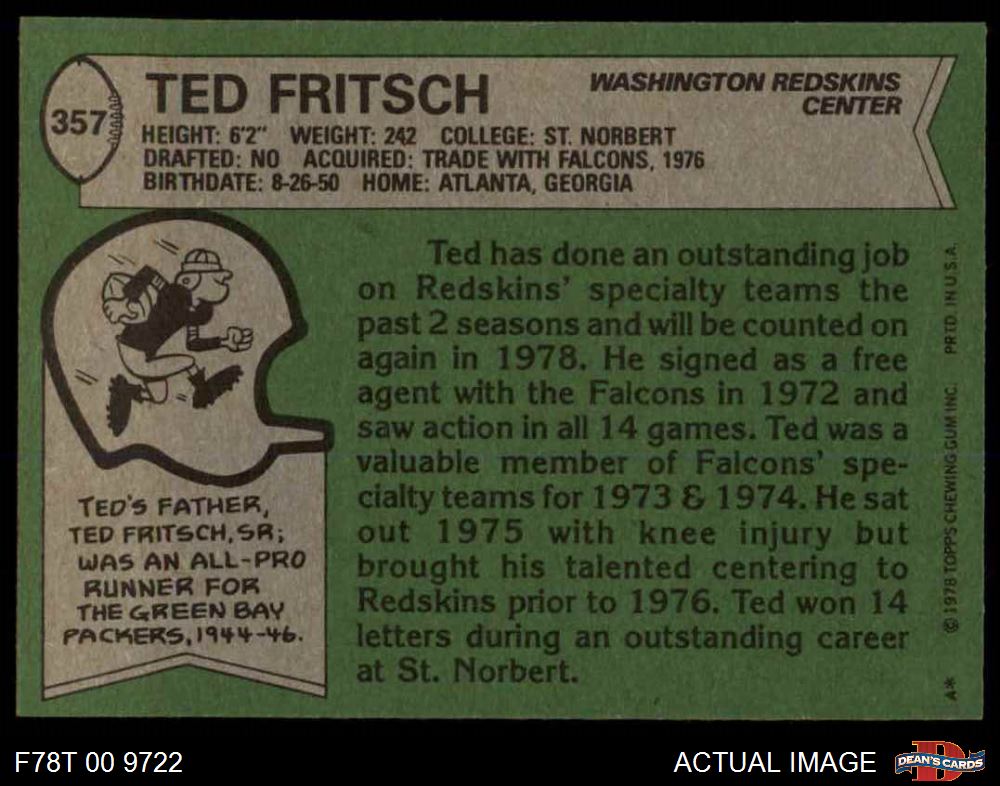 357
TED FRITSCH
WASHINGTON REDSKINS
CENTER
HEIGHT: 6'2" WEIGHT: 242 COLLEGE: ST. NORBERT
DRAFTED: NO ACQUIRED: TRADE WITH FALCONS, 1976
BIRTHDATE: 8-26-50 HOME: ATLANTA, GEORGIA
TED'S FATHER,
TED FRITSCH, SR;
WAS AN ALL-PRO
RUNNER FOR
THE GREEN BAY
PACKERS, 1944-46.
Ted has done an outstanding job
on Redskins' specialty teams the
past 2 seasons and will be counted on
again in 1978. He signed as a free
agent with the Falcons in 1972 and
saw action in all 14 games. Ted was a
valuable member of Falcons' spe-
cialty teams for 1973 & 1974. He sat
out 1975 with knee injury but
brought his talented centering to
Redskins prior to 1976. Ted won 14
letters during an outstanding career
at St. Norbert.
A* © 1978 TOPPS CHEWING GUM INC. PRTD. IN U.S.A.
F78T 00 9722
ACTUAL IMAGE
D
DEAN'S CARDS